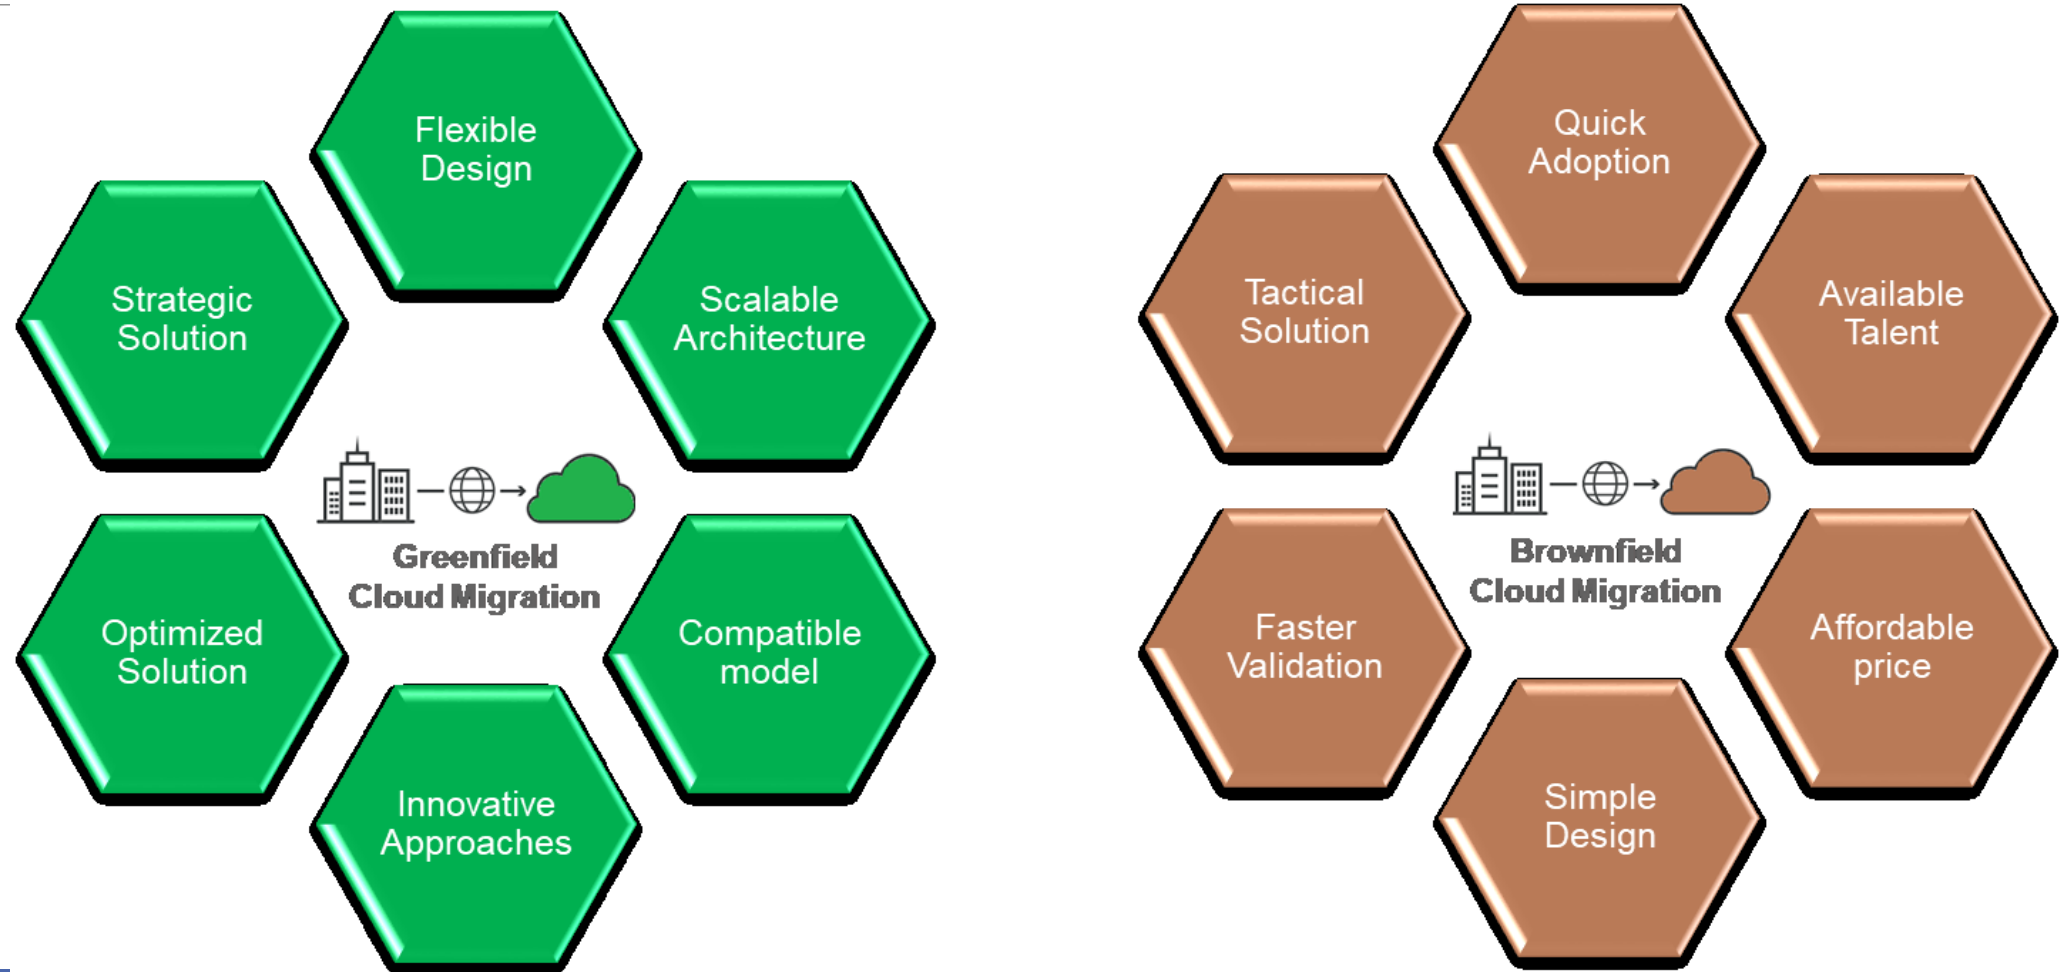 Flexible
Design
Strategic
Solution
Scalable
Architecture
Greenfield
Cloud Migration
Optimized
Solution
Compatible
model
Innovative
Approaches
Quick
Adoption
Tactical
Solution
Available
Talent
Brownfield
Cloud Migration
Faster
Validation
Affordable
price
Simple
Design